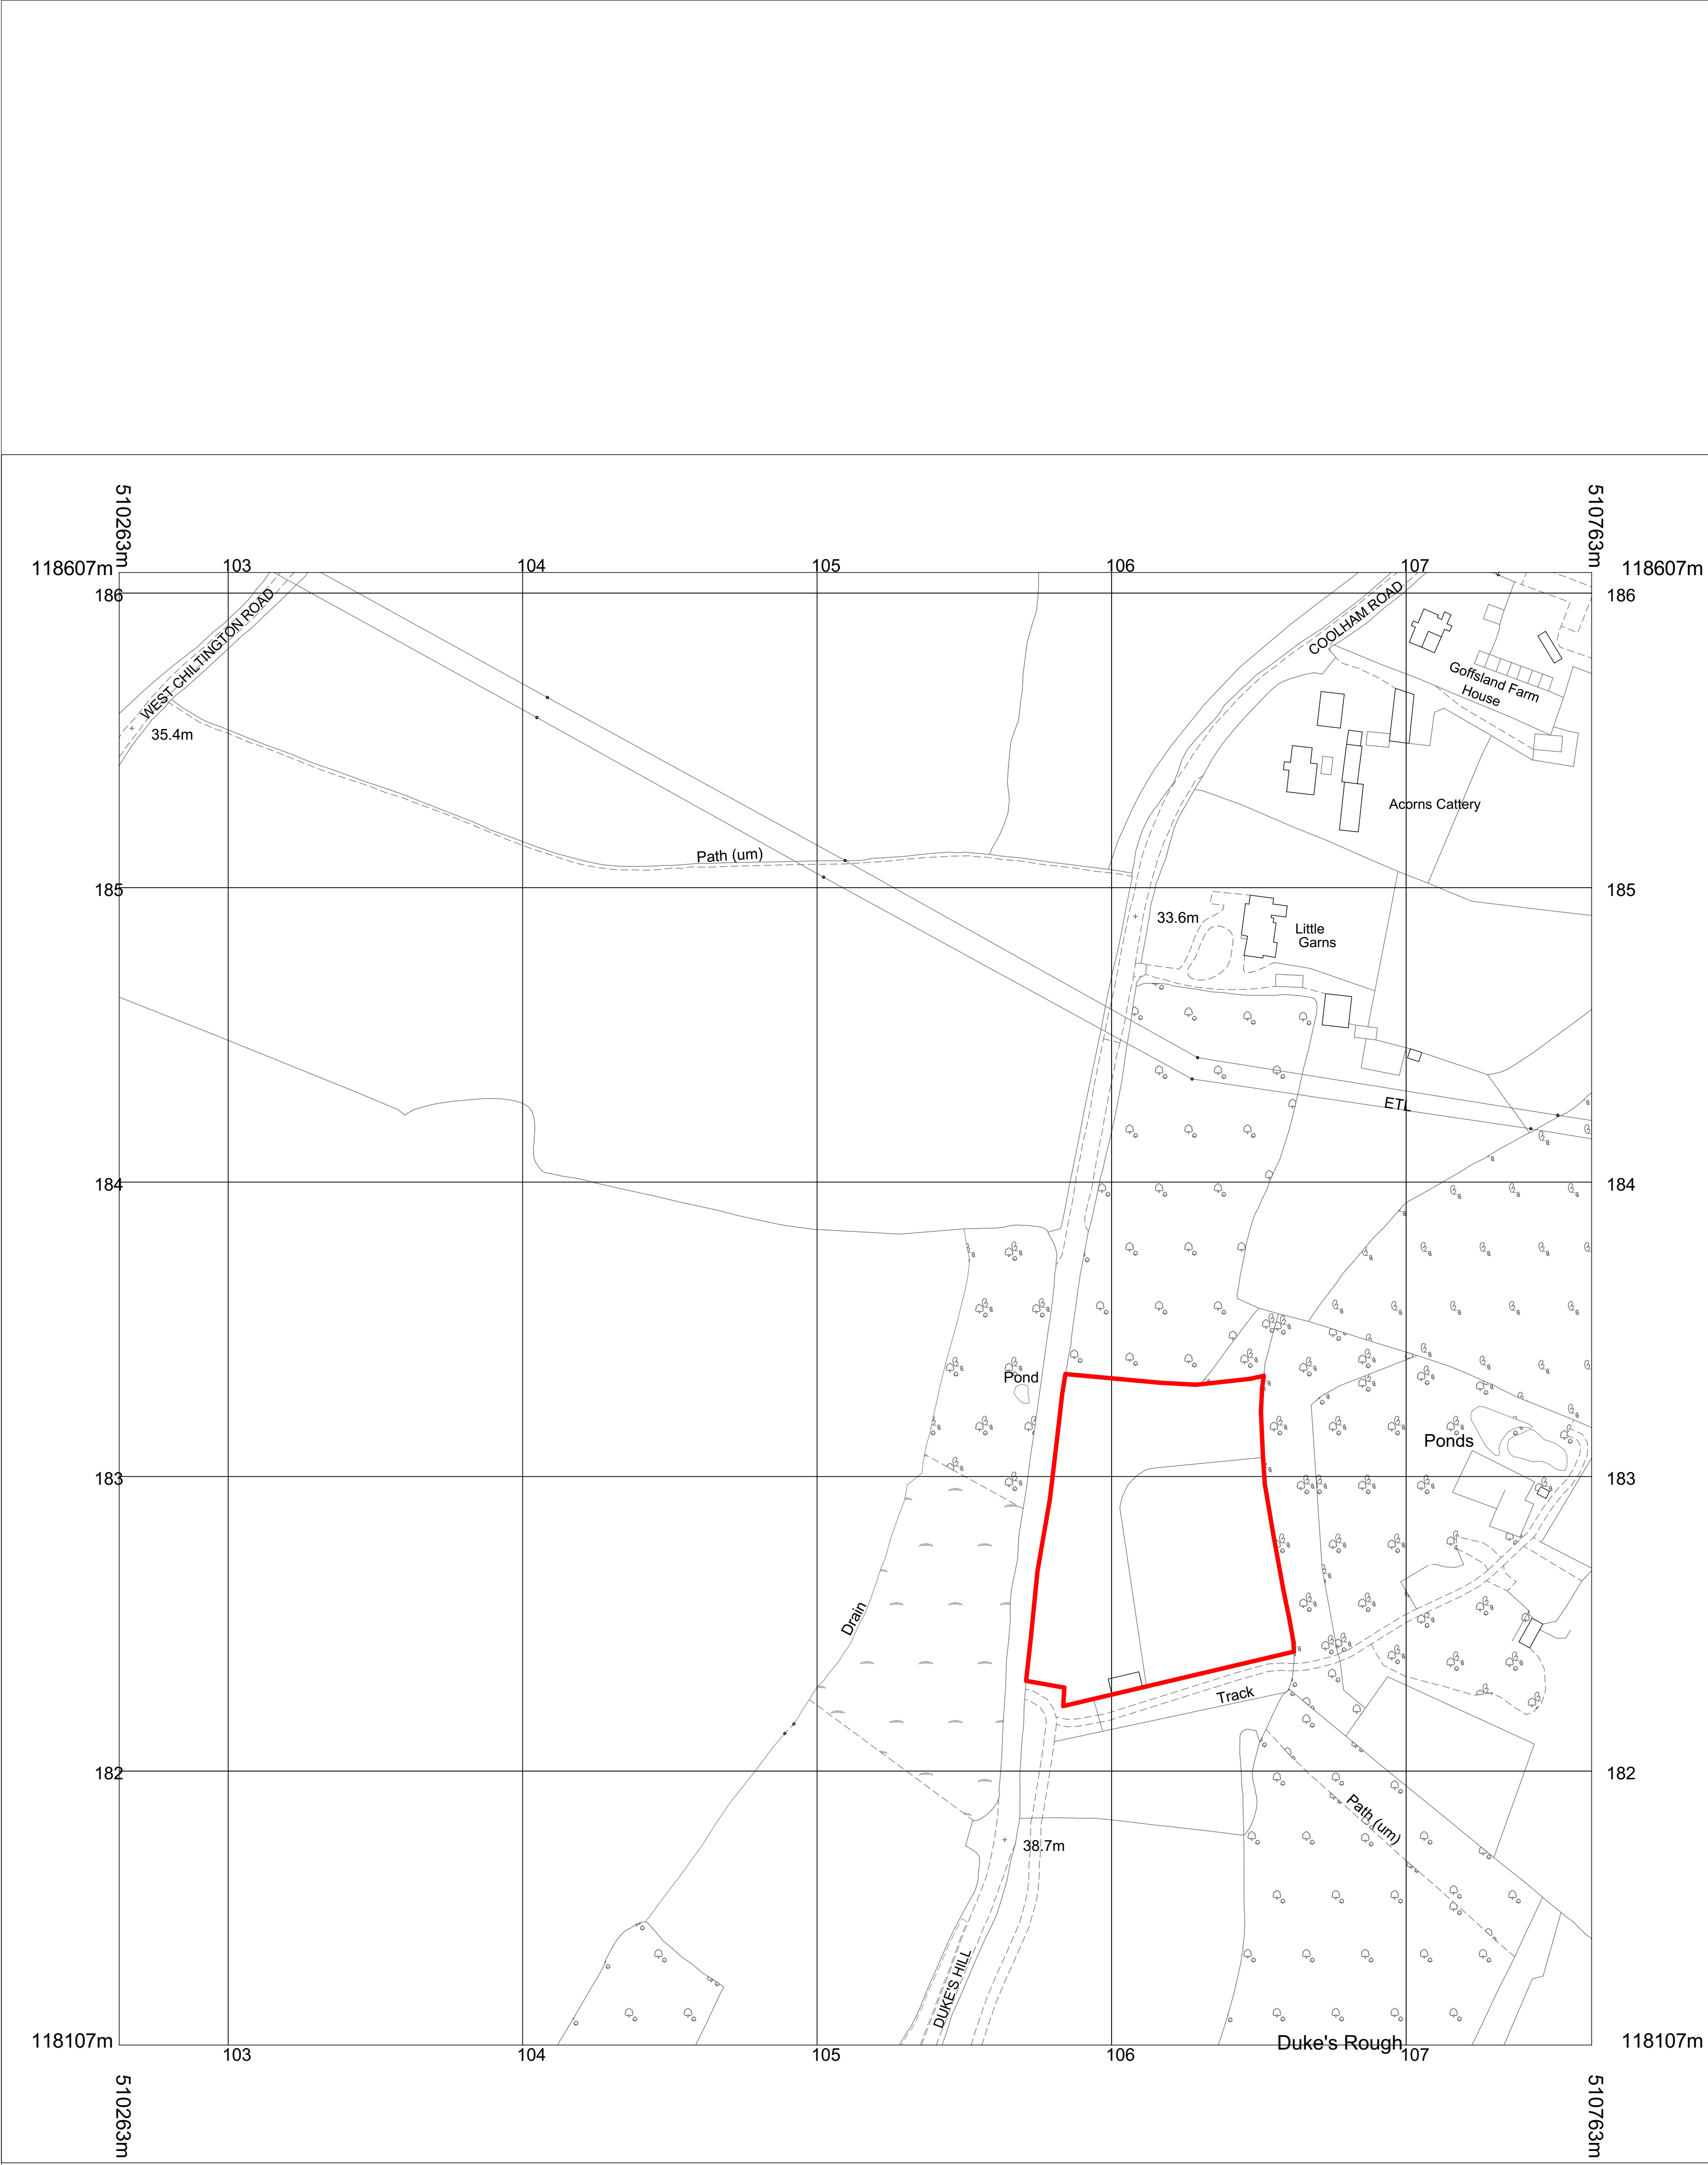 510263m
510763m
118607m
103
104
105
106
107
118607m
186
186
WEST CHILTINGTON ROAD
COOLHAM ROAD
Goffsland Farm
House
35.4m
Acorns Cattery
Path (um)
185
185
33.6m
Little
Garns
ETL
184
184
Pond
Ponds
183
183
Drain
Track
182
182
Path (um)
38.7m
DUKE'S HILL
118107m
Duke's Rough
118107m
103
104
105
106
107
510263m
510763m